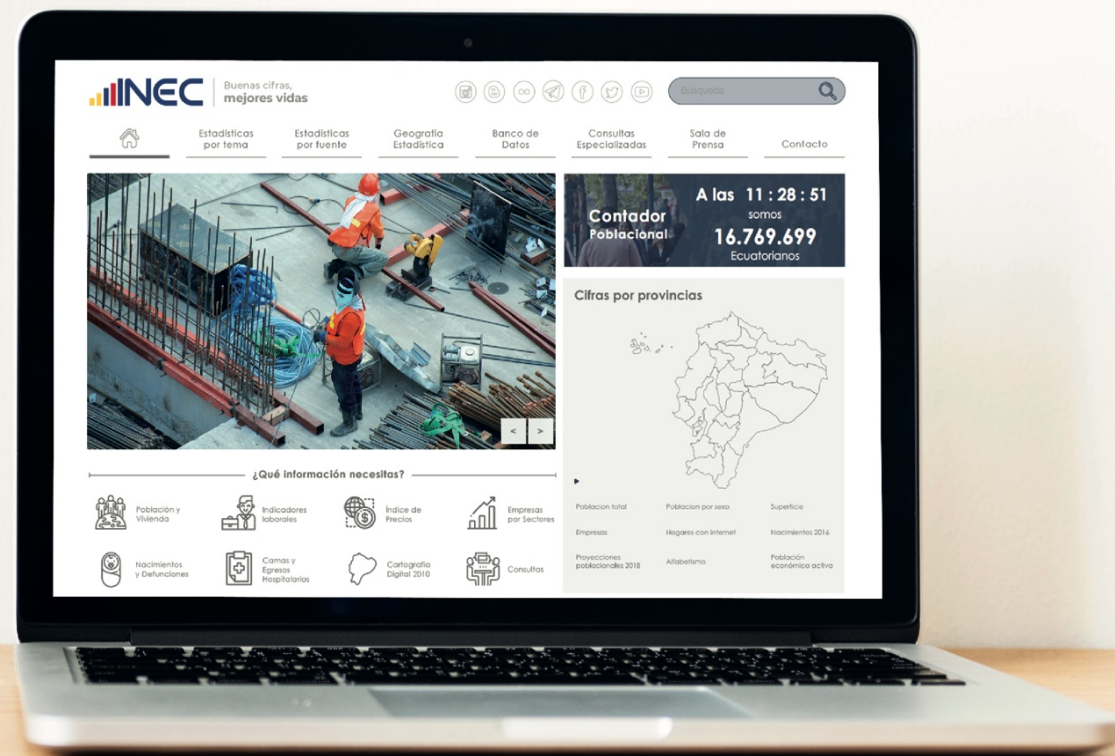 INEC
Buenas cifras,
mejores vidas
Búsqueda
Estadísticas
por tema
Estadísticas
por fuente
Geografía
Estadística
Banco de
Datos
Consultas
Especializadas
Sala de
Prensa
Contacto
Contador
Poblacional
A las 11 : 28 : 51
somos
16.769.699
Ecuatorianos
< >
Cifras por provincias
¿Qué información necesitas?
Población y
Vivienda
Indicadores
laborales
Índice de
Precios
Empresas
por Sectores
Nacimientos
y Defunciones
Camas y
Egresos
Hospitalarios
Cartografía
Digital 2010
Consultas
Poblacion total
Poblacion por sexo
Superficie
Empresas
Hogares con internet
Nacimientos 2016
Proyecciones
poblacionales 2018
Alfabetismo
Población
económica activa